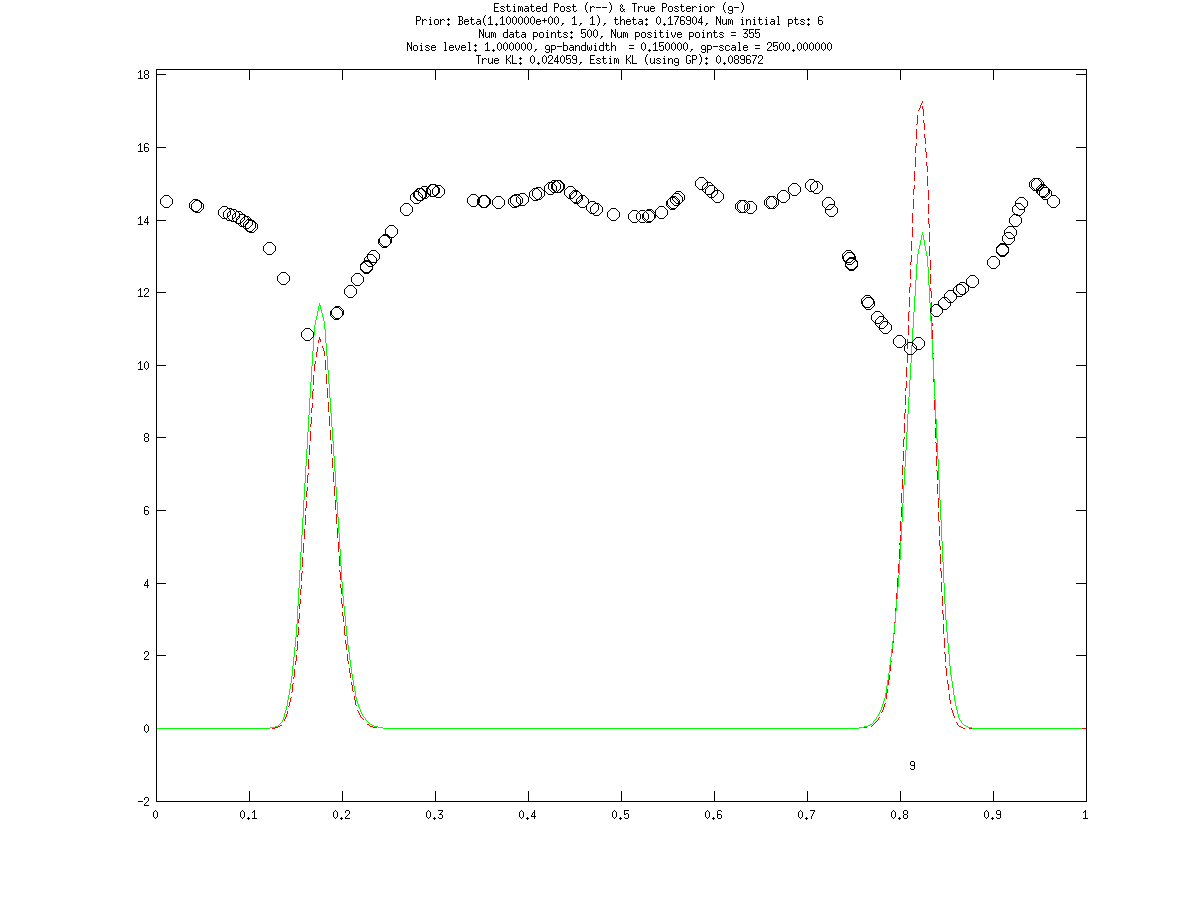 Estimated Post (r--) & True Posterior (g-)
Prior: Beta(1.100000e+00, 1, 1), theta: 0.176904, Num initial pts: 6
Num data points: 500, Num positive points = 355
Noise level: 1.000000, gp-bandwidth  = 0.150000, gp-scale = 2500.000000
True KL: 0.024059, Estim KL (using GP): 0.089672
18
16
14
12
10
8
6
4
2
0
9
-2
0 0.1 0.2 0.3 0.4 0.5 0.6 0.7 0.8 0.9 1